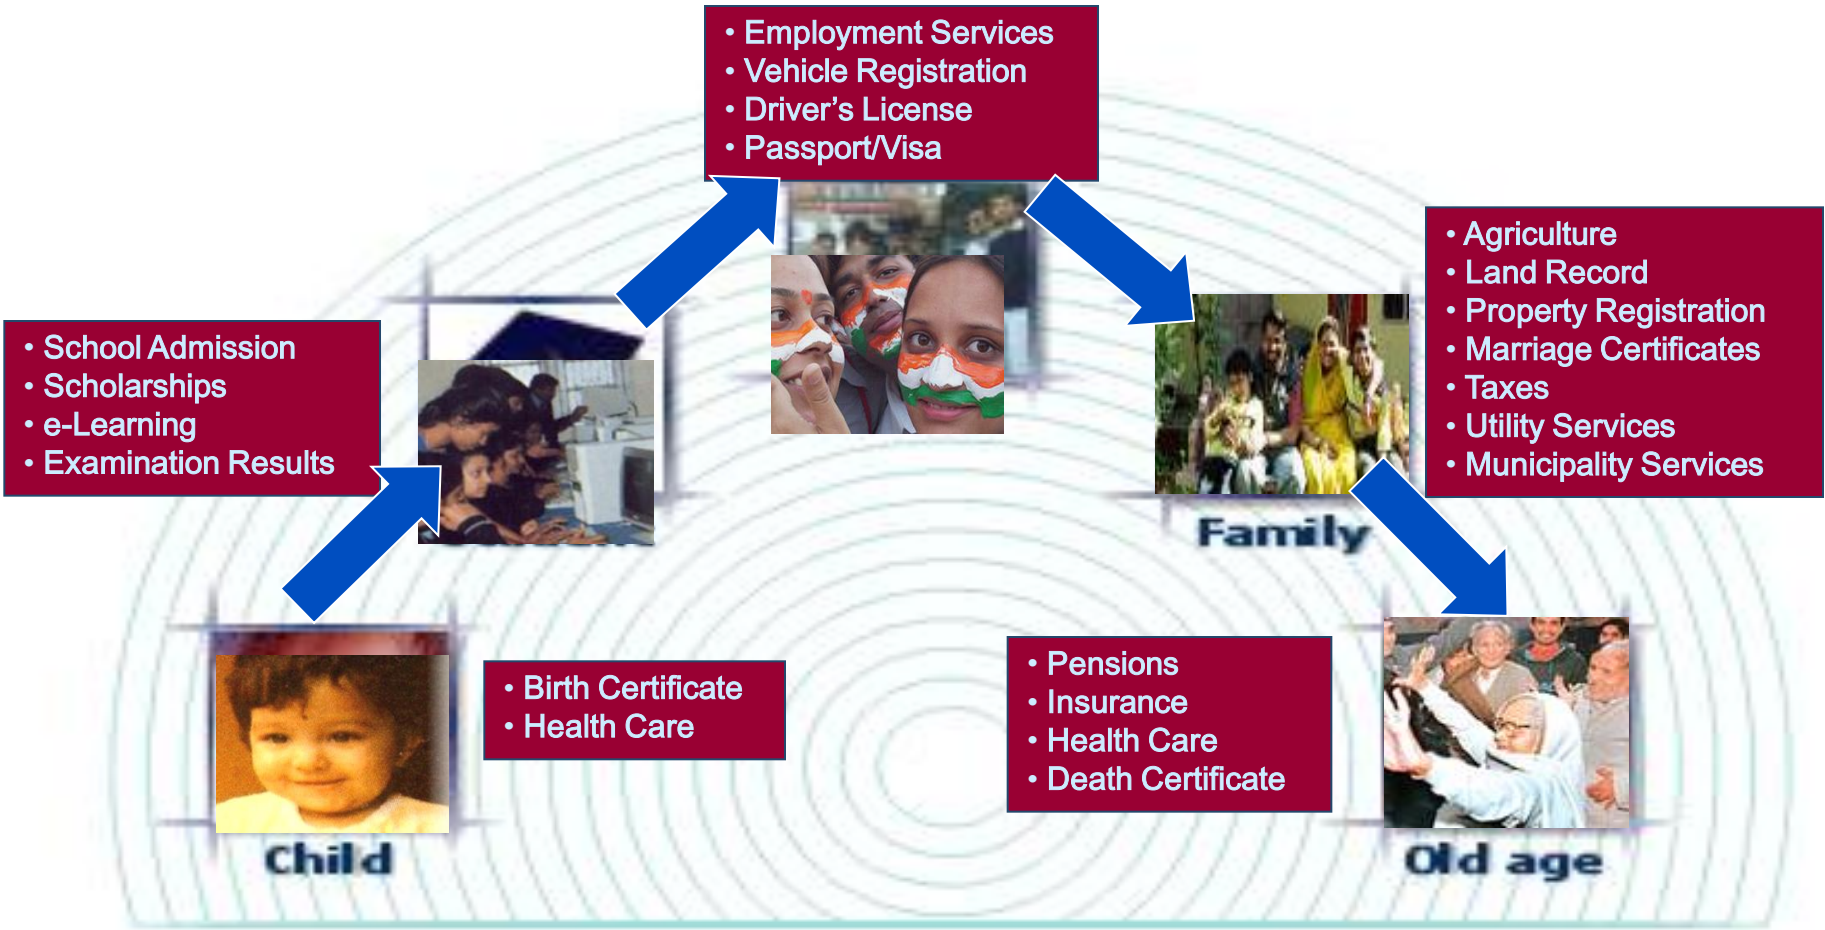 • Employment Services
• Vehicle Registration
• Driver’s License
• Passport/Visa
• Agriculture
• Land Record
• Property Registration
• Marriage Certificates
• Taxes
• Utility Services
• Municipality Services
• School Admission
• Scholarships
• e-Learning
• Examination Results
Family
• Birth Certificate
• Health Care
• Pensions
• Insurance
• Health Care
• Death Certificate
Child
Old age